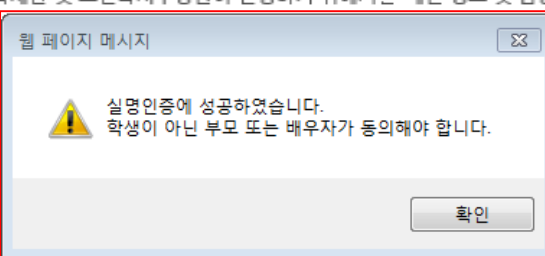 웹 페이지 메시지
실명인증에 성공하였습니다.
학생이 아닌 부모 또는 배우자가 동의해야 합니다.
확인